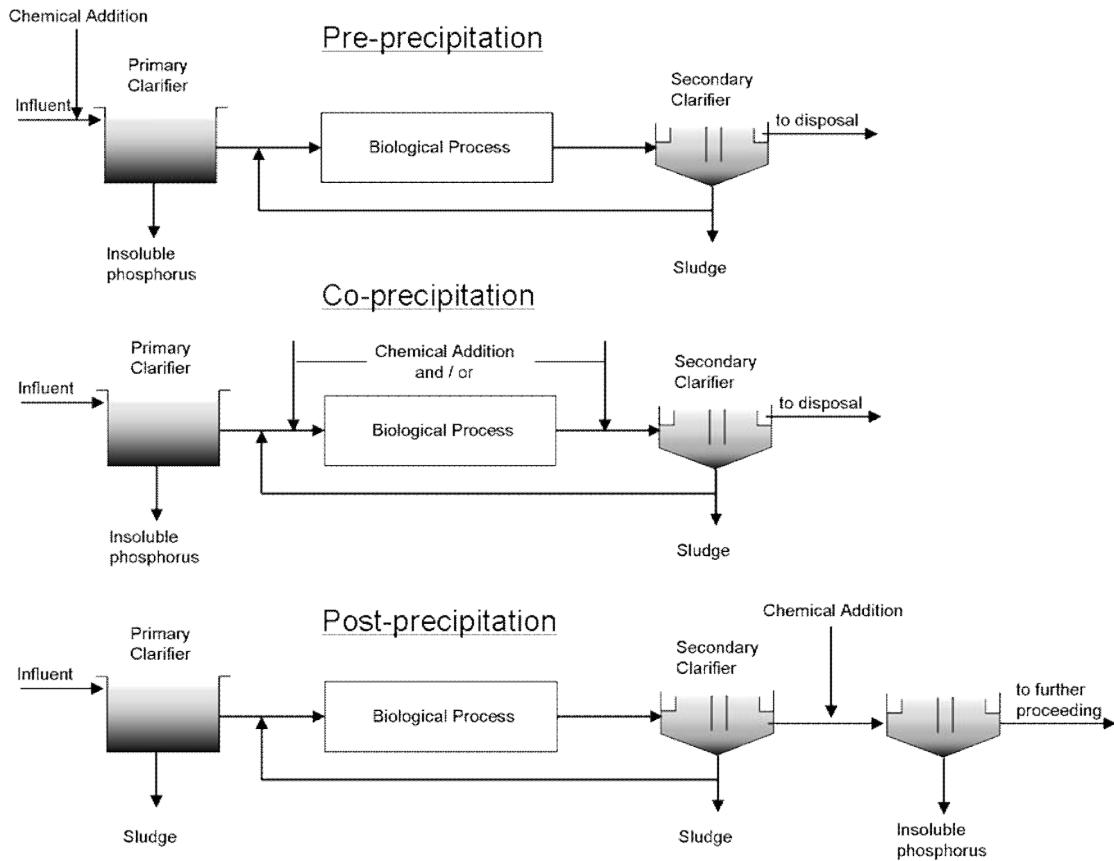 Chemical Addition
Pre-precipitation
Primary
Clarifier
Secondary
Clarifier
Influent
to disposal
Biological Process
Insoluble
phosphorus
Sludge
Co-precipitation
Primary
Clarifier
Chemical Addition
and / or
Secondary
Clarifier
Influent
to disposal
Biological Process
Insoluble
phosphorus
Sludge
Post-precipitation
Chemical Addition
Primary
Clarifier
Secondary
Clarifier
Influent
to further
proceeding
Biological Process
Sludge
Sludge
Insoluble
phosphorus